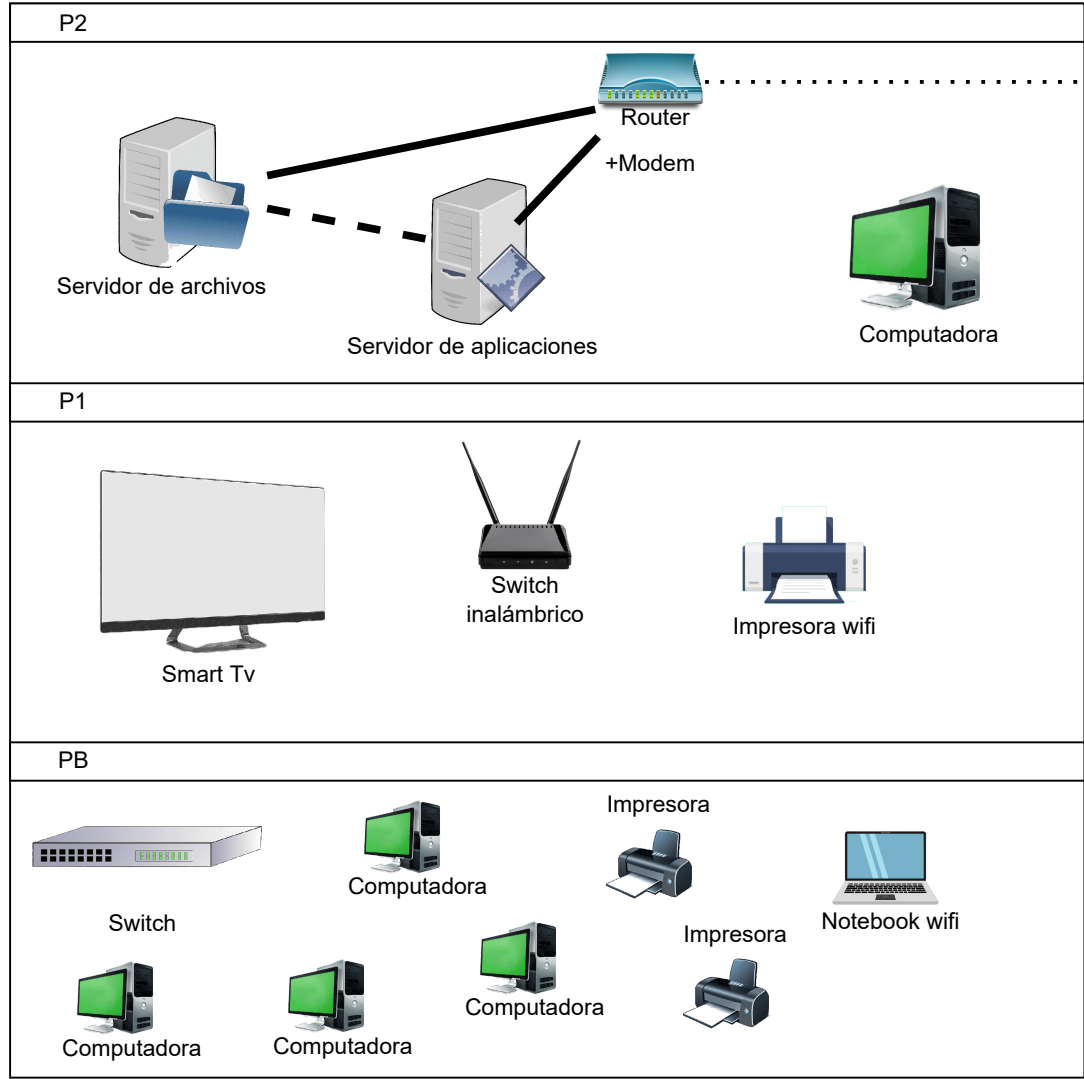 P2
Router
+Modem
Servidor de archivos
Servidor de aplicaciones
Computadora
P1
Smart Tv
Switch
inalámbrico
Impresora wifi
PB
Impresora
Computadora
Switch
Notebook wifi
Impresora
Computadora
Computadora
Computadora